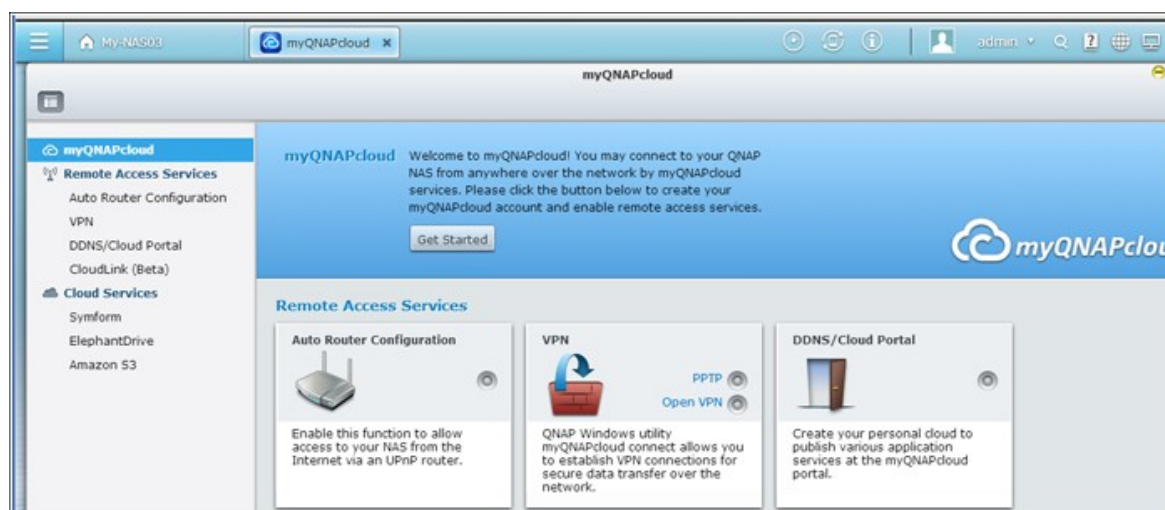 My-NAS03
myQNAPcloud
admin
myQNAPcloud
myQNAPcloud
Remote Access Services
Auto Router Configuration
VPN
DDNS/Cloud Portal
CloudLink (Beta)
Cloud Services
Symform
ElephantDrive
Amazon S3
myQNAPcloud
Welcome to myQNAPcloud! You may connect to your QNAP
NAS from anywhere over the network by myQNAPcloud
services. Please click the button below to create your
myQNAPcloud account and enable remote access services.
Get Started
myQNAPclou
Remote Access Services
Auto Router Configuration
Enable this function to allow
access to your NAS from the
Internet via an UPnP router.
VPN
PPTP
Open VPN
QNAP Windows utility
myQNAPcloud connect allows you
to establish VPN connections for
secure data transfer over the
network.
DDNS/Cloud Portal
Create your personal cloud to
publish various application
services at the myQNAPcloud
portal.